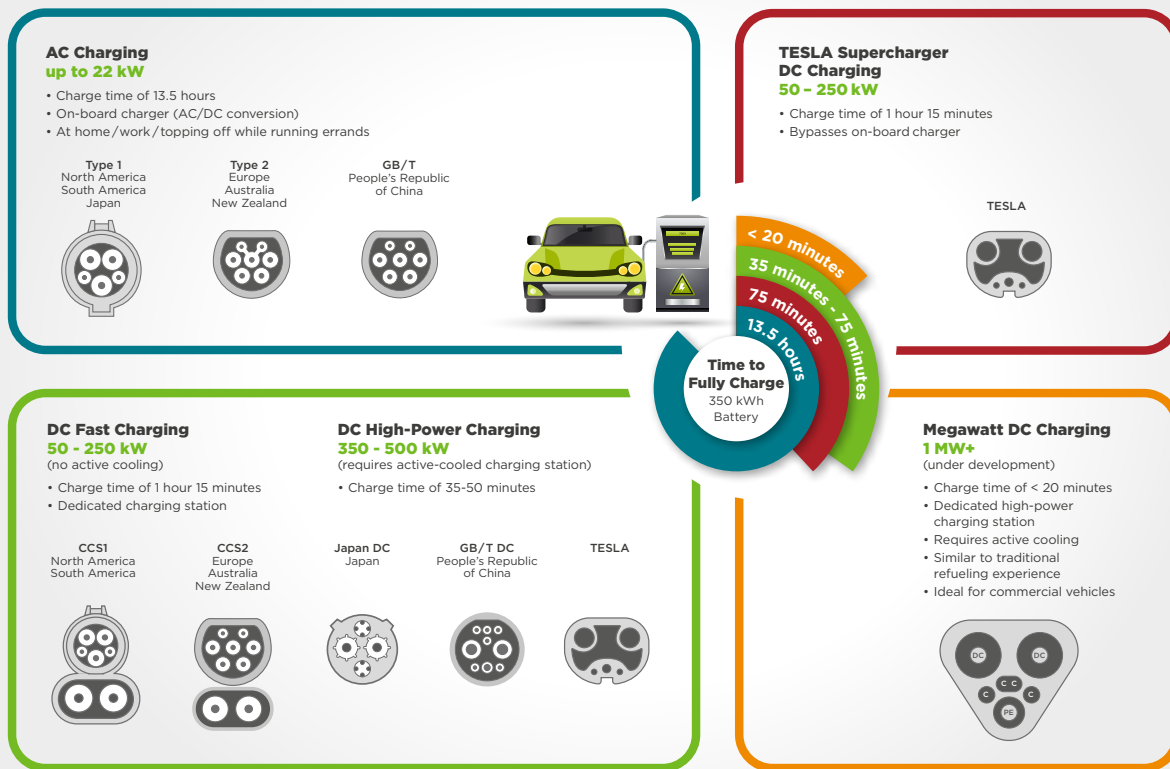 AC Charging
up to 22 kW
• Charge time of 13.5 hours
• On-board charger (AC/DC conversion)
• At home/work/topping off while running errands
Type 1
North America
South America
Japan
Type 2
Europe
Australia
New Zealand
GB/T
People's Republic
of China
TESLA Supercharger
DC Charging
50 – 250 kW
• Charge time of 1 hour 15 minutes
• Bypasses on-board charger
TESLA
< 20 minutes
35 minutes - 75 minutes
75 minutes
13.5 hours
Time to
Fully Charge
350 kWh
Battery
DC Fast Charging
50 - 250 kW
(no active cooling)
• Charge time of 1 hour 15 minutes
• Dedicated charging station
DC High-Power Charging
350 - 500 kW
(requires active-cooled charging station)
• Charge time of 35-50 minutes
CCS1
North America
South America
CCS2
Europe
Australia
New Zealand
Japan DC
Japan
GB/T DC
People's Republic
of China
TESLA
Megawatt DC Charging
1 MW+
(under development)
• Charge time of < 20 minutes
• Dedicated high-power
charging station
• Requires active cooling
• Similar to traditional
refueling experience
• Ideal for commercial vehicles
DC DC
C C
C C
PE